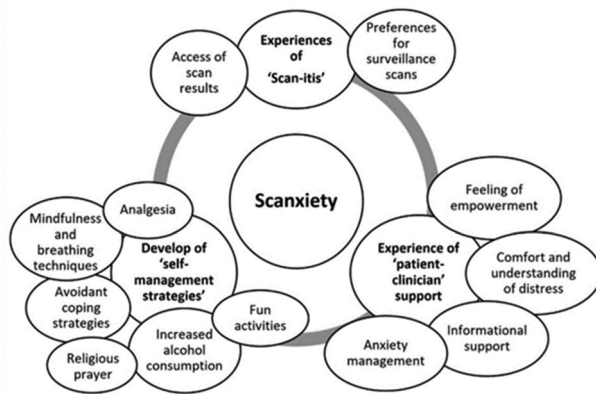 Access of
scan
results
Experiences
of
'Scan-itis'
Preferences
for
surveillance
scans
Scanxiety
Mindfulness
and
breathing
techniques
Analgesia
Develop of
'self-
management
strategies'
Avoidant
coping
strategies
Religious
prayer
Increased
alcohol
consumption
Fun
activities
Feeling of
empowerment
Experience of
'patient-
clinician'
support
Comfort and
understanding
of distress
Informational
support
Anxiety
management